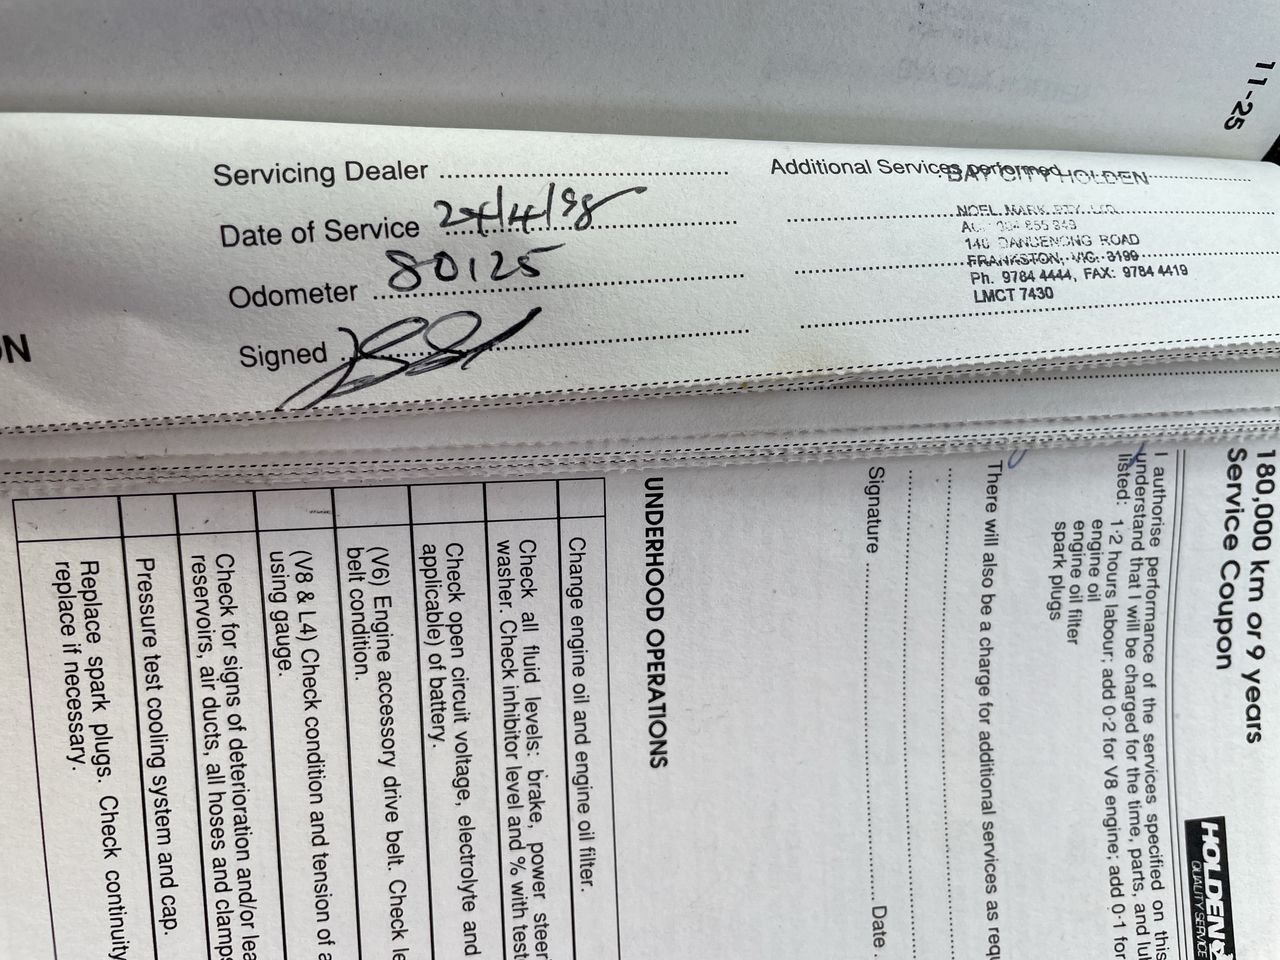 11-25
Servicing Dealer
Date of Service 24/4/98
Odometer 80125
Signed
Additional Services performed
BAY CITY HOLDEN
NOEL MARK PTY. LTD.
140 DANDENONG ROAD
FRANKSTON, VIC. 3199
Ph. 9784 4444, FAX: 9784 4419
LMCT 7430
ON
180,000 km or 9 years
Service Coupon
HOLDEN
QUALITY SERVICE
I authorise performance of the services specified on this
understand that I will be charged for the time, parts, and lu
listed: 1·2 hours labour; add 0·2 for V8 engine; add 0·1 for
engine oil
engine oil filter
spark plugs
There will also be a charge for additional services as requ
Signature Date
UNDERHOOD OPERATIONS
Change engine oil and engine oil filter.
Check all fluid levels: brake, power steer
washer. Check inhibitor level and % with test
Check open circuit voltage, electrolyte and
applicable) of battery.
(V6) Engine accessory drive belt. Check le
belt condition.
(V8 & L4) Check condition and tension of a
using gauge.
Check for signs of deterioration and/or lea
reservoirs, air ducts, all hoses and clamps
Pressure test cooling system and cap.
Replace spark plugs. Check continuity
replace if necessary.